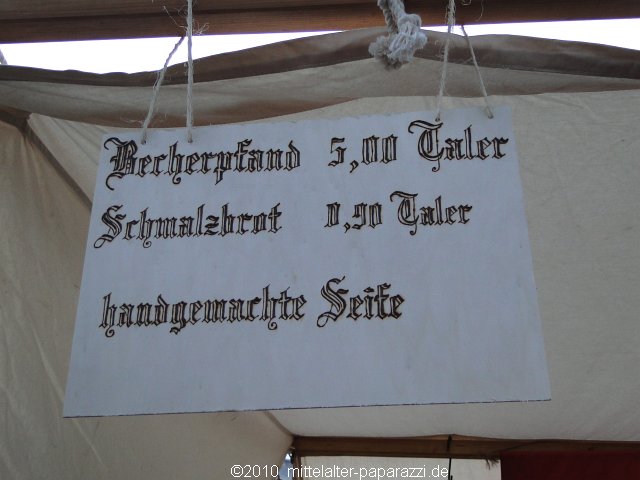 Becherpfand 5,00 Taler
Schmalzbrot 0,90 Taler
handgemachte Seife
©2010 mittelalter-paparazzi.de